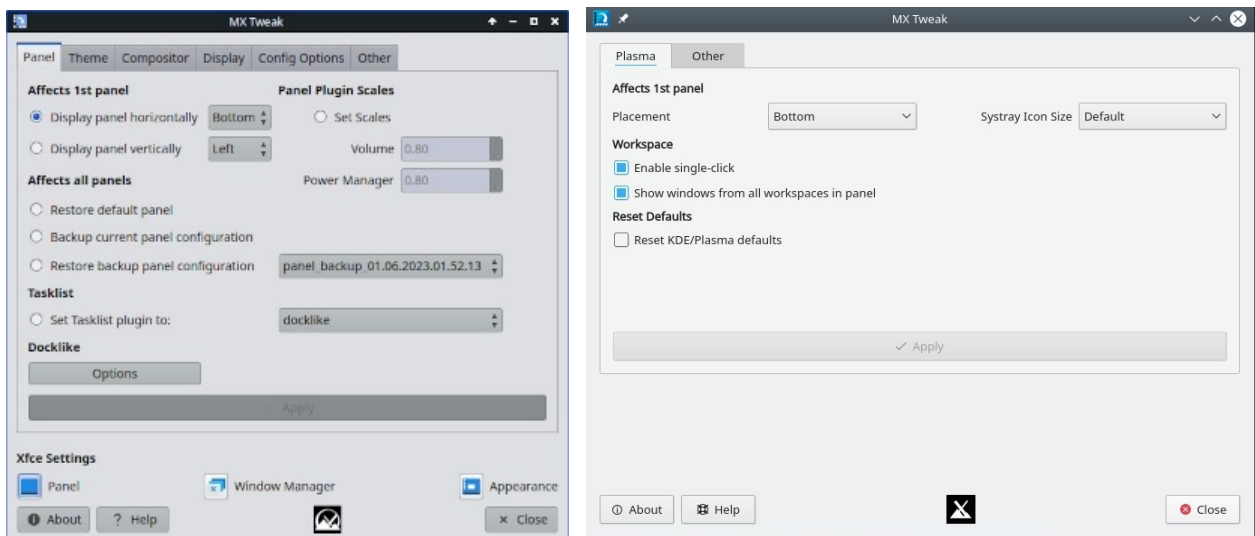 MX Tweak
Panel Theme Compositor Display Config Options Other
Affects 1st panel Panel Plugin Scales
Display panel horizontally Bottom Set Scales
Display panel vertically Left Volume 0.80
Affects all panels Power Manager 0.80
Restore default panel
Backup current panel configuration
Restore backup panel configuration panel_backup_01.06.2023.01.52.13
Tasklist
Set Tasklist plugin to: docklike
Docklike
Options
Apply
Xfce Settings
Panel Window Manager Appearance
About ? Help Close
MX Tweak
Plasma Other
Affects 1st panel
Placement Bottom Systray Icon Size Default
Workspace
Enable single-click
Show windows from all workspaces in panel
Reset Defaults
Reset KDE/Plasma defaults
Apply
About Help Close